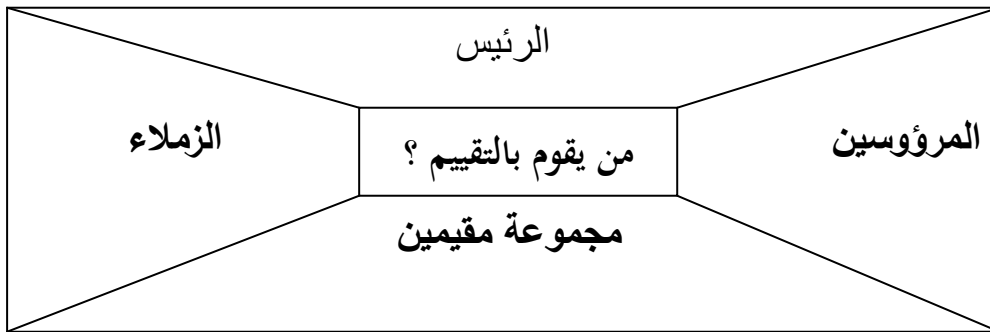 الرئيس
المرؤوسين
من يقوم بالتقييم ؟
الزملاء
مجموعة مقيمين